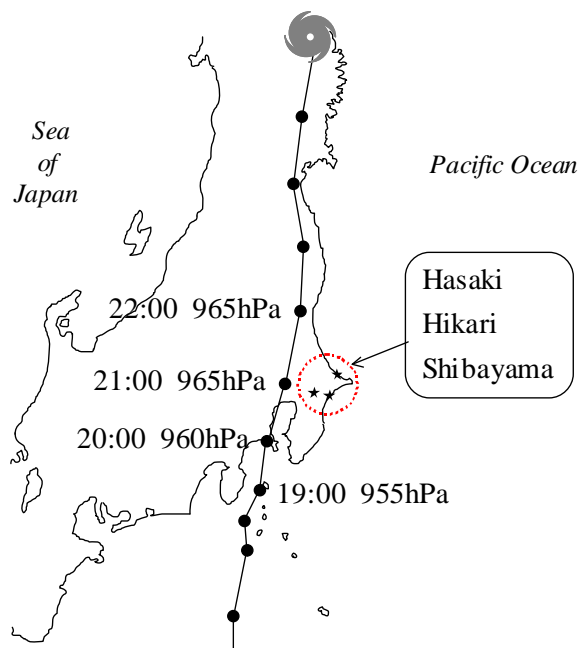 Sea
of
Japan
Pacific Ocean
Hasaki
Hikari
Shibayama
22:00 965hPa
21:00 965hPa
20:00 960hPa
19:00 955hPa